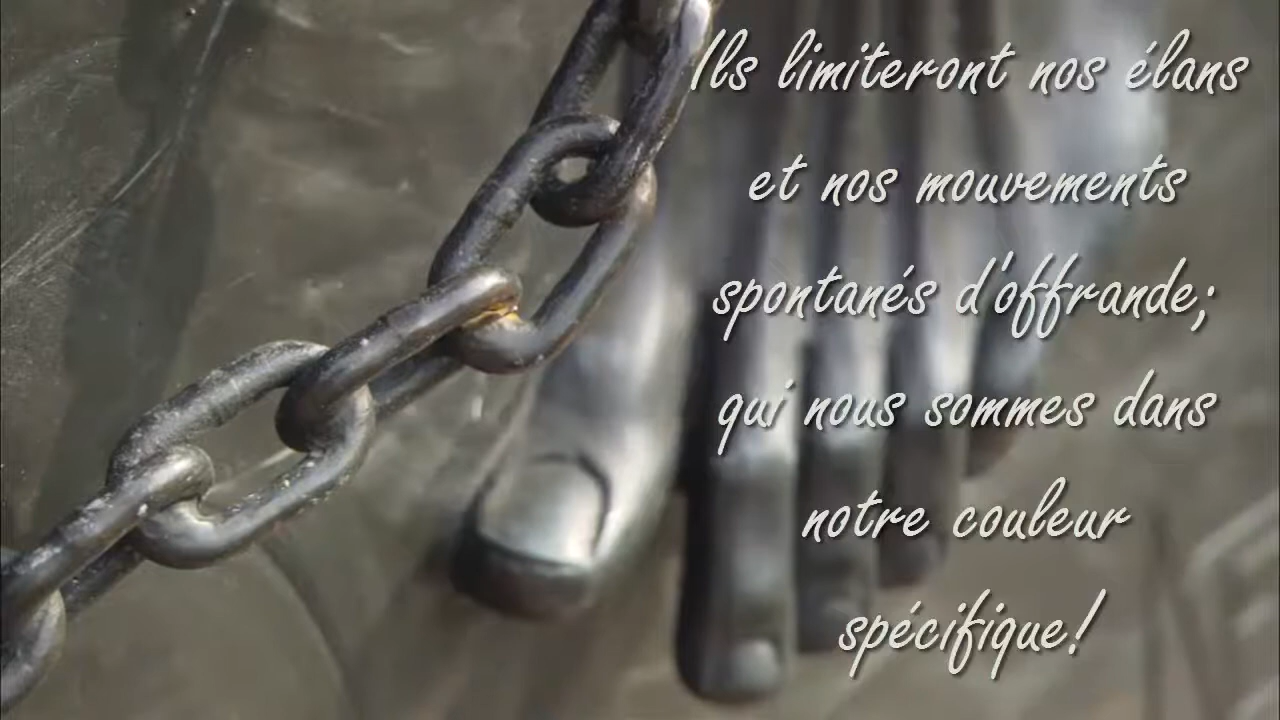 Ils limiteront nos élans
et nos mouvements
spontanés d'offrande;
qui nous sommes dans
notre couleur
spécifique!